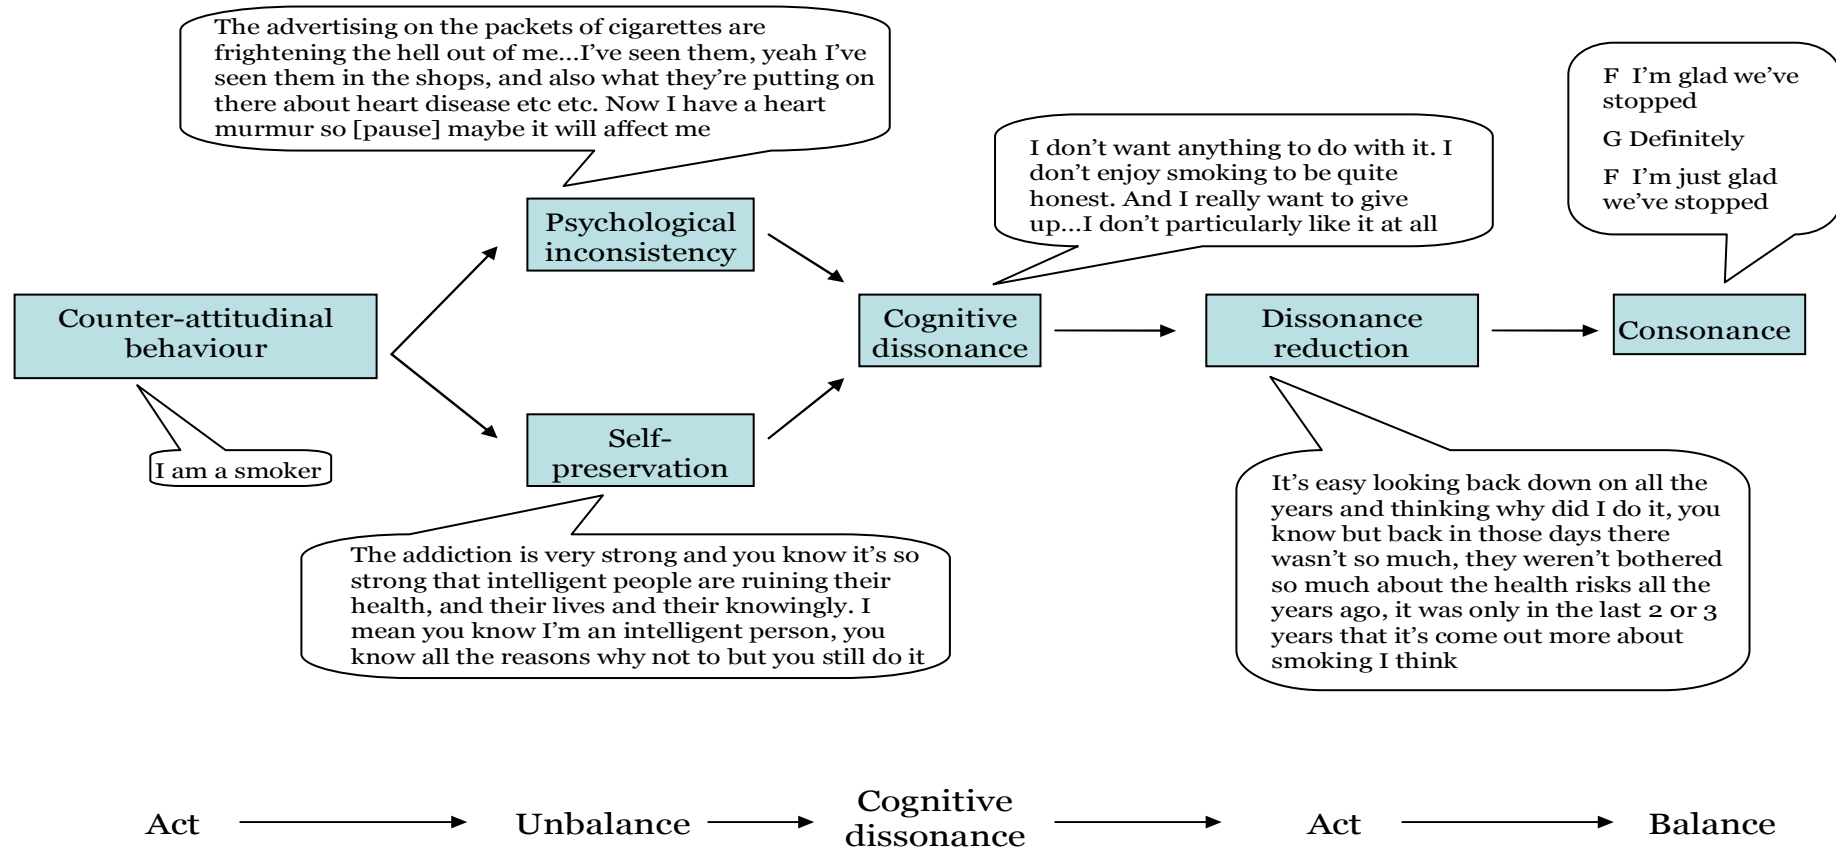 The advertising on the packets of cigarettes are
frightening the hell out of me...I've seen them, yeah I've
seen them in the shops, and also what they're putting on
there about heart disease etc etc. Now I have a heart
murmur so [pause] maybe it will affect me
F I'm glad we've
stopped
G Definitely
F I'm just glad
we've stopped
I don't want anything to do with it. I
don't enjoy smoking to be quite
honest. And I really want to give
up...I don't particularly like it at all
Psychological
inconsistency
Counter-attitudinal
behaviour
Cognitive
dissonance
Dissonance
reduction
Consonance
Self-
preservation
I am a smoker
The addiction is very strong and you know it's so
strong that intelligent people are ruining their
health, and their lives and their knowingly. I
mean you know I'm an intelligent person, you
know all the reasons why not to but you still do it
It's easy looking back down on all the
years and thinking why did I do it, you
know but back in those days there
wasn't so much, they weren't bothered
so much about the health risks all the
years ago, it was only in the last 2 or 3
years that it's come out more about
smoking I think
Act
Unbalance
Cognitive
dissonance
Act
Balance